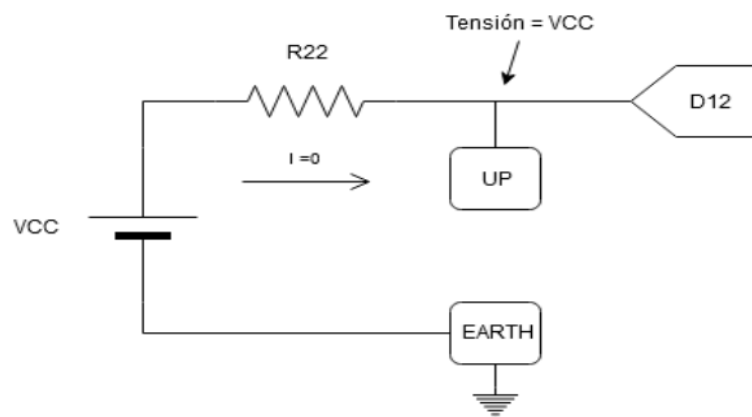 Tensión = VCC
R22
D12
I =0
UP
VCC
EARTH